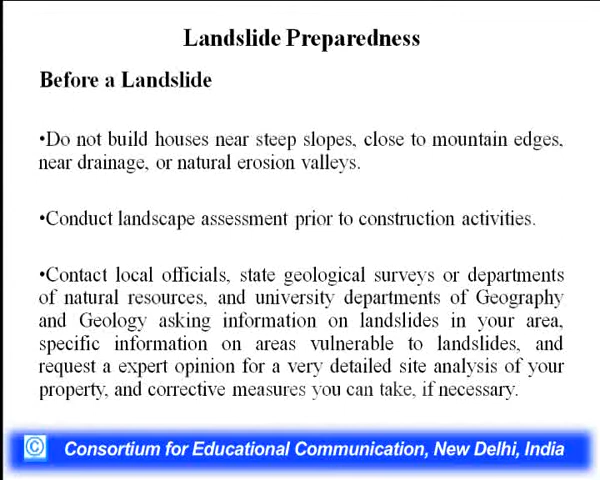 Landslide Preparedness
Before a Landslide
•Do not build houses near steep slopes, close to mountain edges,
near drainage, or natural erosion valleys.
•Conduct landscape assessment prior to construction activities.
•Contact local officials, state geological surveys or departments
of natural resources, and university departments of Geography
and Geology asking information on landslides in your area,
specific information on areas vulnerable to landslides, and
request a expert opinion for a very detailed site analysis of your
property, and corrective measures you can take, if necessary.
© Consortium for Educational Communication, New Delhi, India